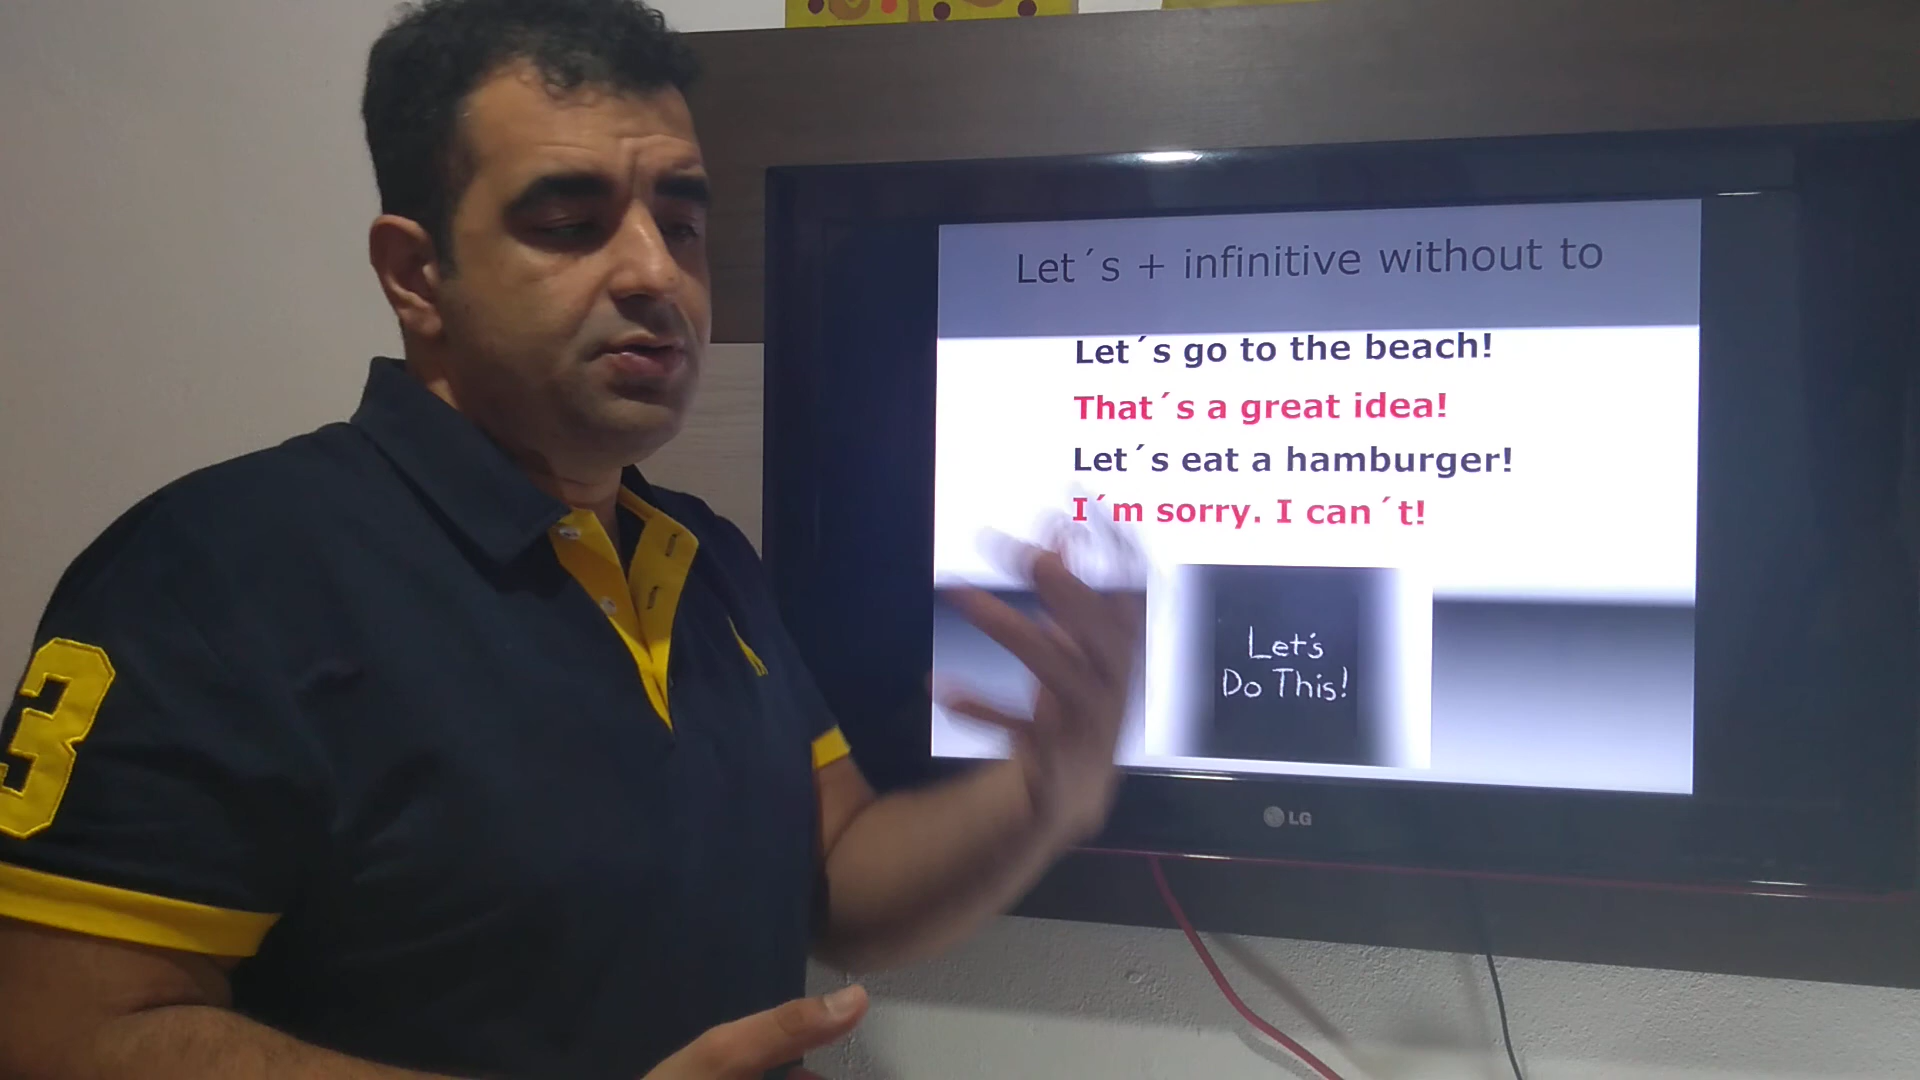 Let´s + infinitive without to
Let´s go to the beach!
That´s a great idea!
Let´s eat a hamburger!
I´m sorry. I can´t!
Let's
Do This!
LG
3